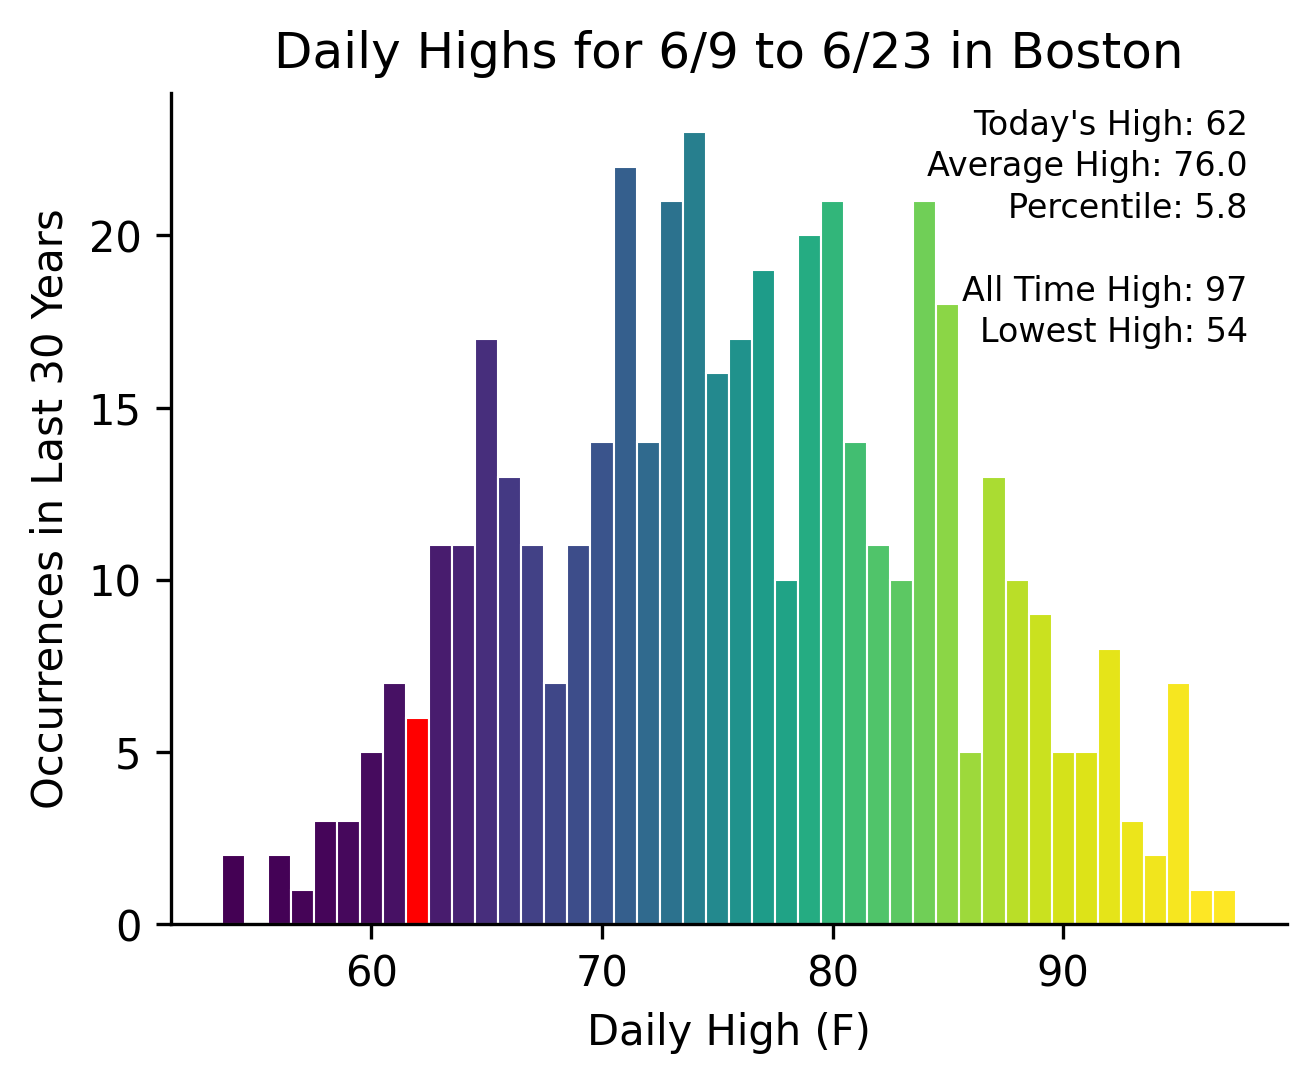 Daily Highs for 6/9 to 6/23 in Boston
Today's High: 62
Average High: 76.0
Percentile: 5.8
All Time High: 97
Lowest High: 54
Occurrences in Last 30 Years
20
15
10
5
0
60 70 80 90
Daily High (F)